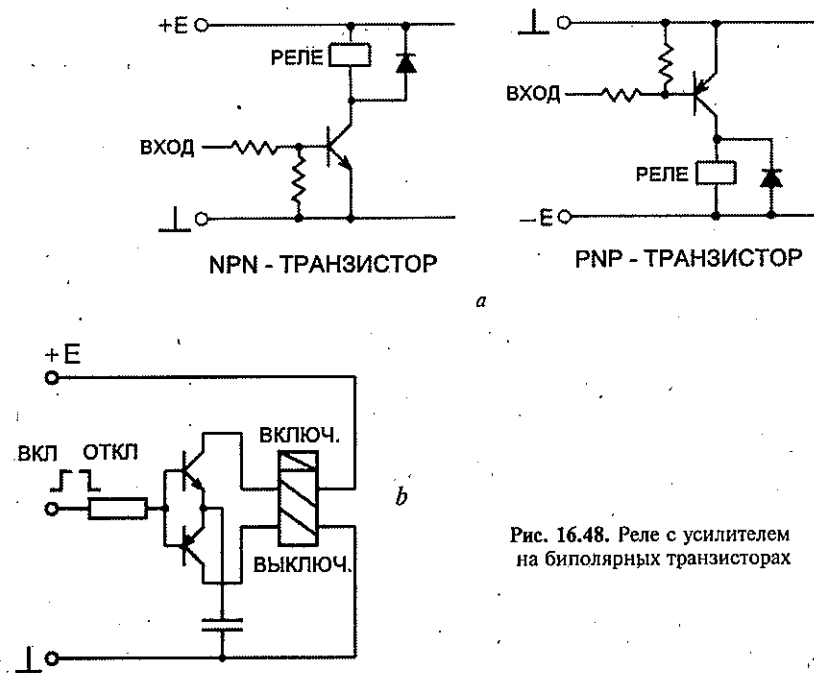 +E
РЕЛЕ
ВХОД
⊥
NPN - ТРАНЗИСТОР
⊥
ВХОД
РЕЛЕ
—E
PNP - ТРАНЗИСТОР
a
+E
ВКЛ ОТКЛ
ВКЛЮЧ.
b
ВЫКЛЮЧ.
⊥
Рис. 16.48. Реле с усилителем
на биполярных транзисторах